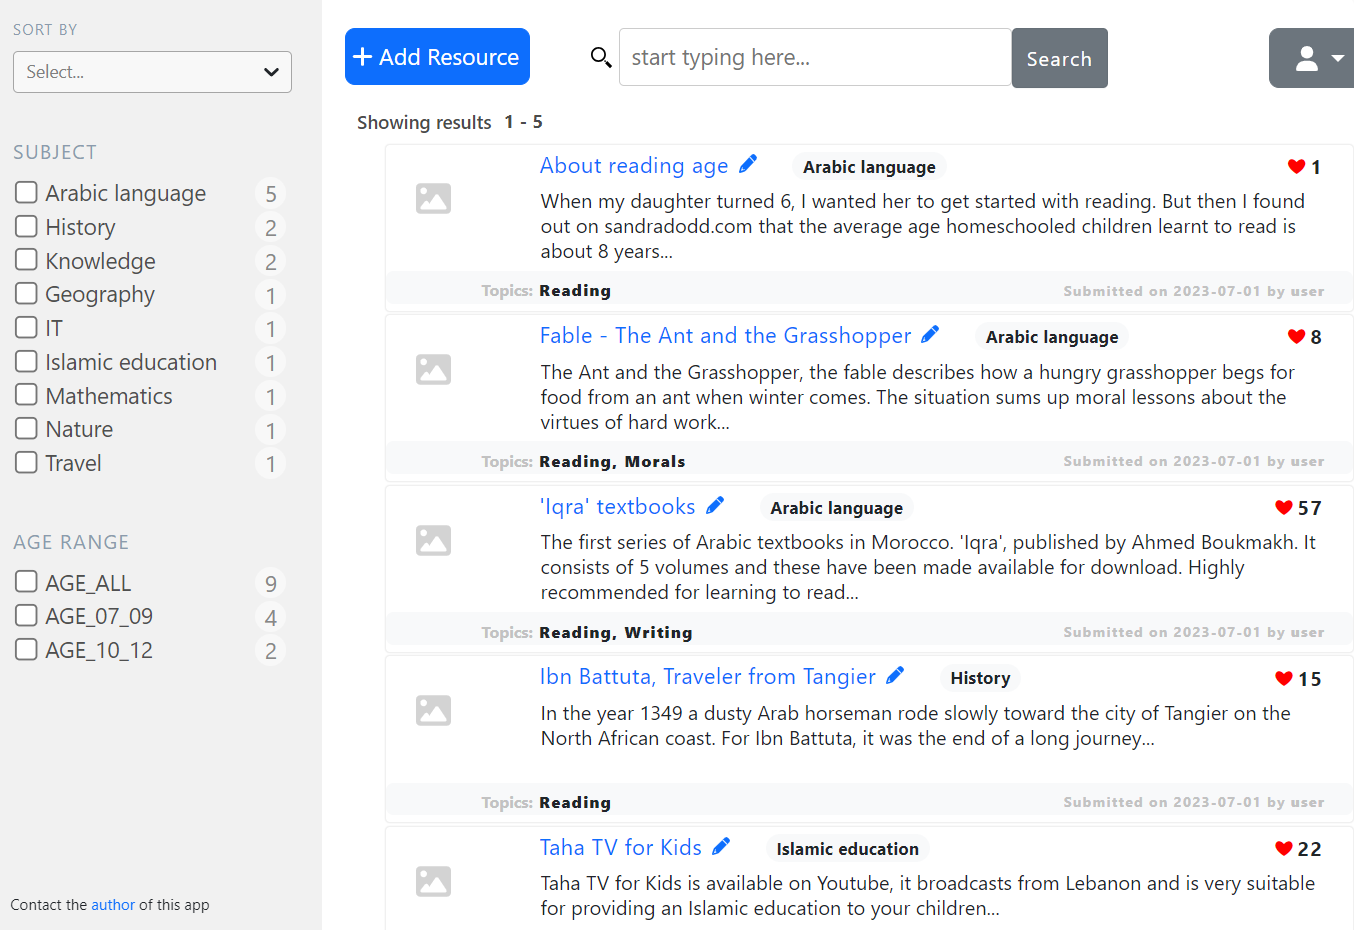 SORT BY
Select...
SUBJECT
Arabic language 5
History 2
Knowledge 2
Geography 1
IT 1
Islamic education 1
Mathematics 1
Nature 1
Travel 1
AGE RANGE
AGE_ALL 9
AGE_07_09 4
AGE_10_12 2
Contact the author of this app
+ Add Resource
start typing here...
Search
Showing results 1 - 5
About reading age Arabic language 1
When my daughter turned 6, I wanted her to get started with reading. But then I found
out on sandradodd.com that the average age homeschooled children learnt to read is
about 8 years...
Topics: Reading Submitted on 2023-07-01 by user
Fable - The Ant and the Grasshopper Arabic language 8
The Ant and the Grasshopper, the fable describes how a hungry grasshopper begs for
food from an ant when winter comes. The situation sums up moral lessons about the
virtues of hard work...
Topics: Reading, Morals Submitted on 2023-07-01 by user
'Iqra' textbooks Arabic language 57
The first series of Arabic textbooks in Morocco. 'Iqra', published by Ahmed Boukmakh. It
consists of 5 volumes and these have been made available for download. Highly
recommended for learning to read...
Topics: Reading, Writing Submitted on 2023-07-01 by user
Ibn Battuta, Traveler from Tangier History 15
In the year 1349 a dusty Arab horseman rode slowly toward the city of Tangier on the
North African coast. For Ibn Battuta, it was the end of a long journey...
Topics: Reading Submitted on 2023-07-01 by user
Taha TV for Kids Islamic education 22
Taha TV for Kids is available on Youtube, it broadcasts from Lebanon and is very suitable
for providing an Islamic education to your children...